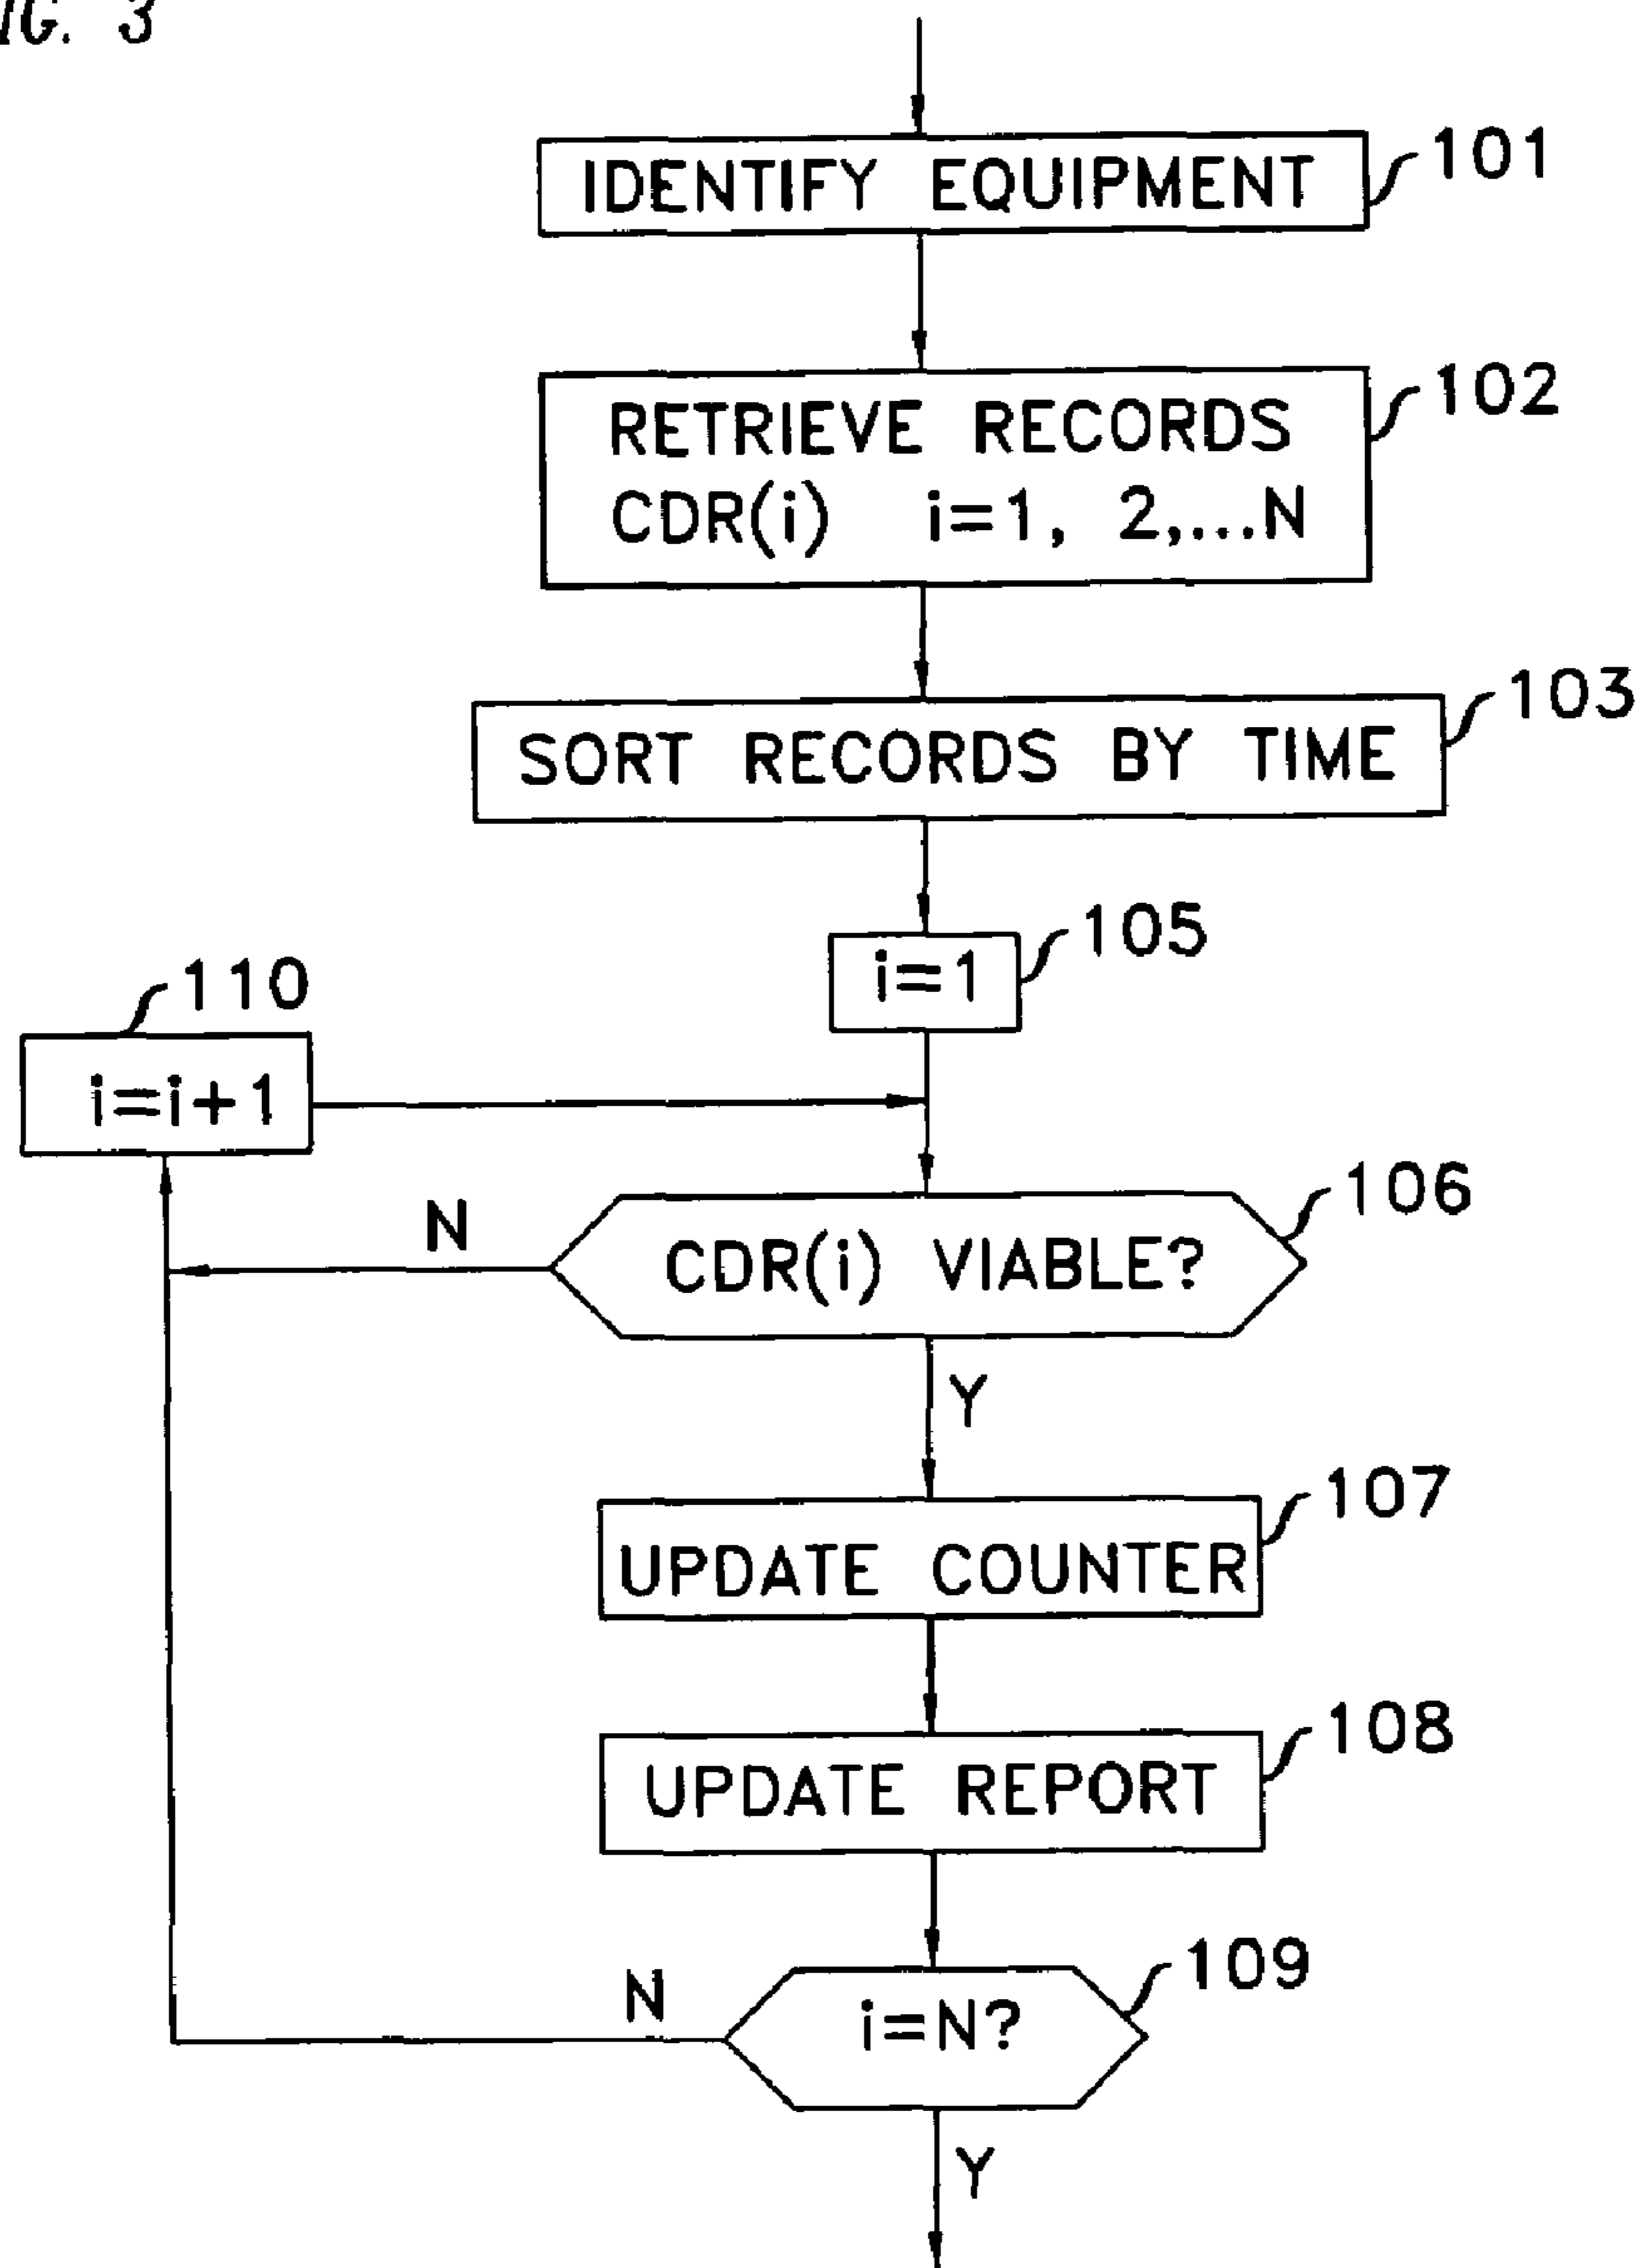 3
IDENTIFY EQUIPMENT
101
RETRIEVE RECORDS
CDR(i) i=1, 2,...N
102
SORT RECORDS BY TIME
103
i=1
105
110
i=i+1
N
CDR(i) VIABLE?
106
Y
UPDATE COUNTER
107
UPDATE REPORT
108
N
i=N?
109
Y